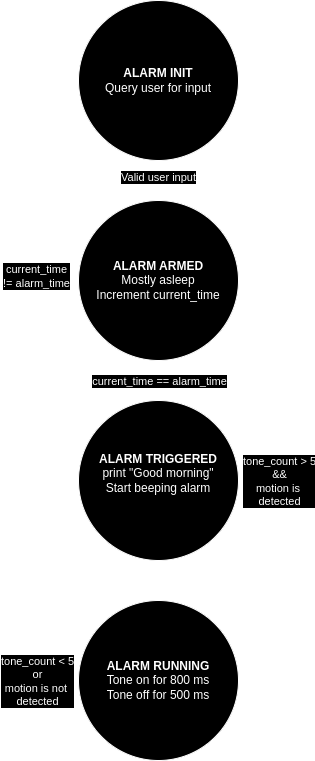 ALARM INIT
Query user for input
Valid user input
ALARM ARMED
Mostly asleep
Increment current_time
current_time
!= alarm_time
current_time == alarm_time
ALARM TRIGGERED
print "Good morning"
Start beeping alarm
tone_count > 5
&&
motion is
detected
ALARM RUNNING
Tone on for 800 ms
Tone off for 500 ms
tone_count < 5
or
motion is not
detected